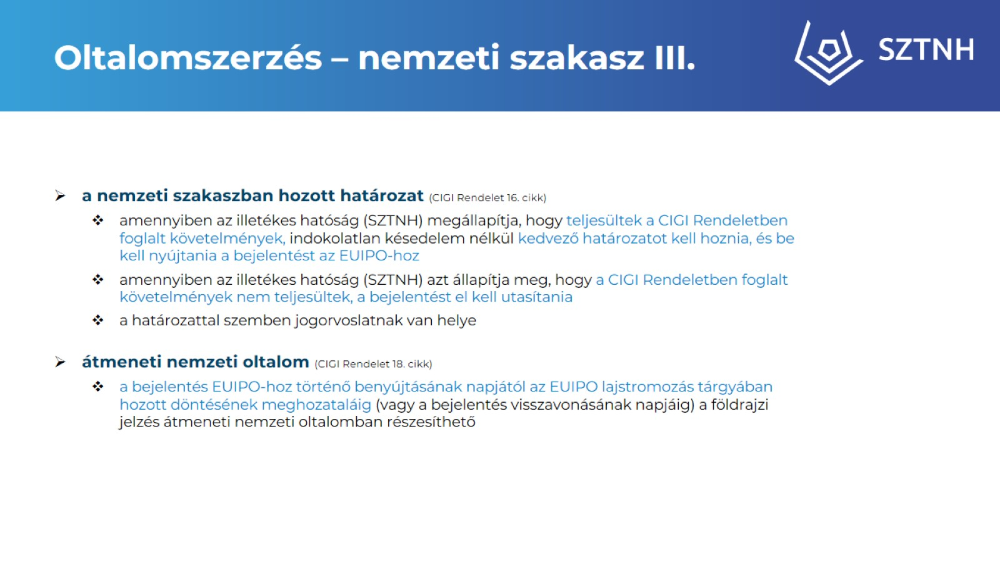 Oltalomszerzés – nemzeti szakasz III.
SZTNH
a nemzeti szakaszban hozott határozat (CIGI Rendelet 16. cikk)
amennyiben az illetékes hatóság (SZTNH) megállapítja, hogy teljesültek a CIGI Rendeletben
foglalt követelmények, indokolatlan késedelem nélkül kedvező határozatot kell hoznia, és be
kell nyújtania a bejelentést az EUIPO-hoz
amennyiben az illetékes hatóság (SZTNH) azt állapítja meg, hogy a CIGI Rendeletben foglalt
követelmények nem teljesültek, a bejelentést el kell utasítania
a határozattal szemben jogorvoslatnak van helye
átmeneti nemzeti oltalom (CIGI Rendelet 18. cikk)
a bejelentés EUIPO-hoz történő benyújtásának napjától az EUIPO lajstromozás tárgyában
hozott döntésének meghozataláig (vagy a bejelentés visszavonásának napjáig) a földrajzi
jelzés átmeneti nemzeti oltalomban részesíthető